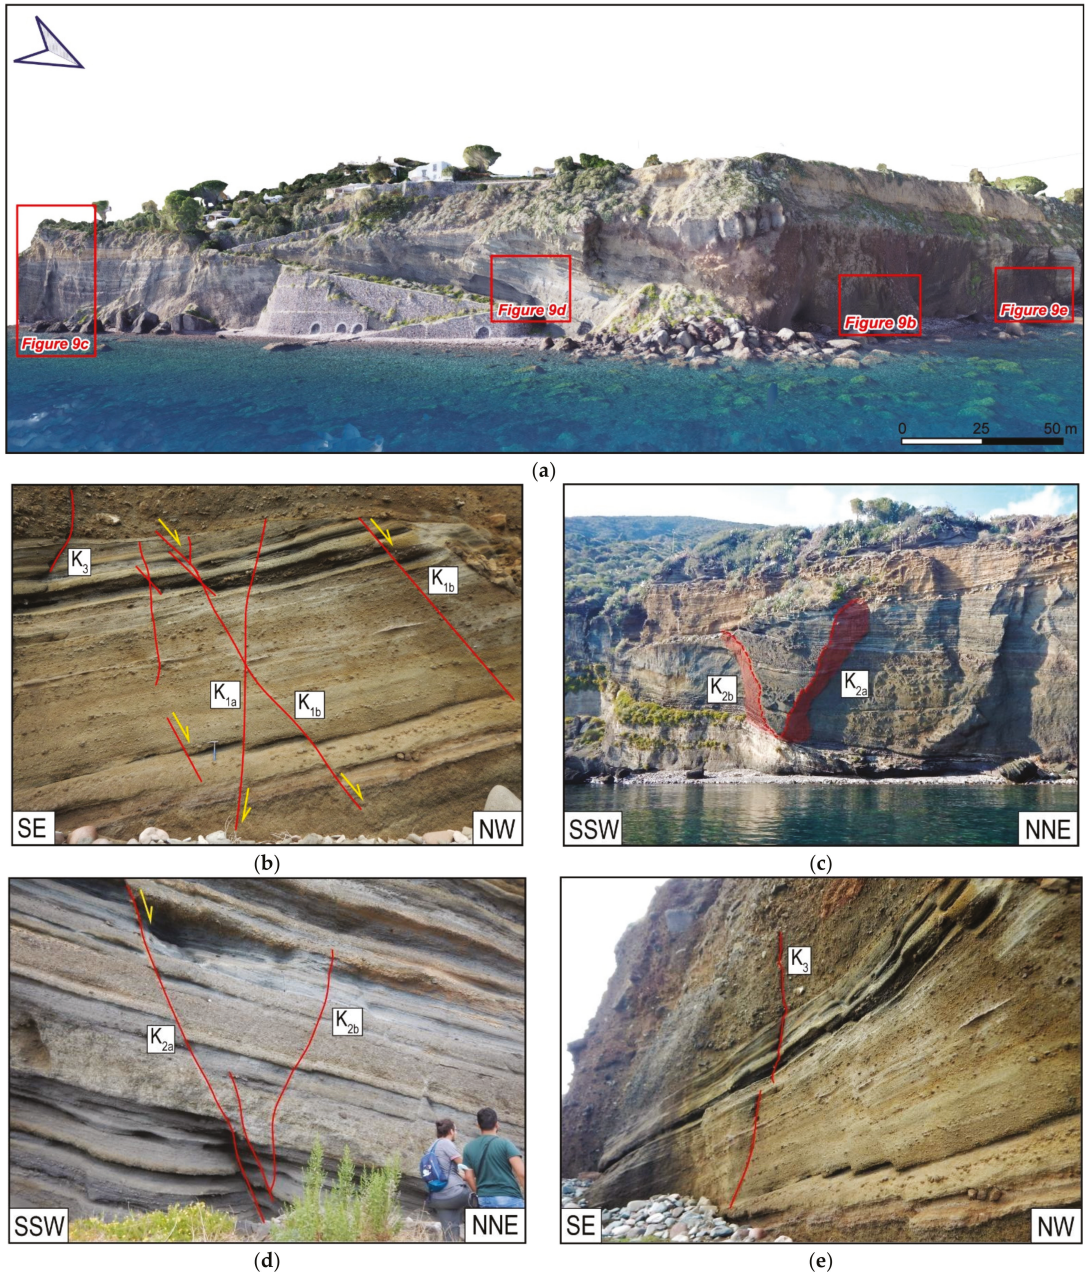 Figure 9c
Figure 9d
Figure 9b
Figure 9e
0 25 50 m
(a)
K3
K1b
K1a
K1b
SE
NW
(b)
K2b
K2a
SSW
NNE
(c)
K2a
K2b
SSW
NNE
(d)
K3
SE
NW
(e)